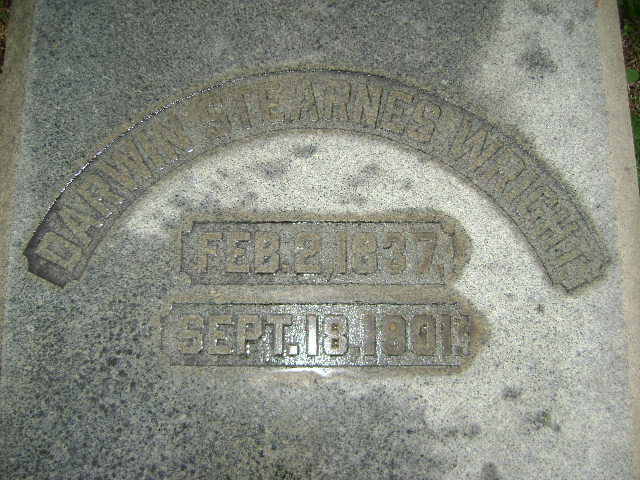 DARWIN STEARNES WRIGHT.
FEB. 2, 1837.
SEPT. 18, 1901.